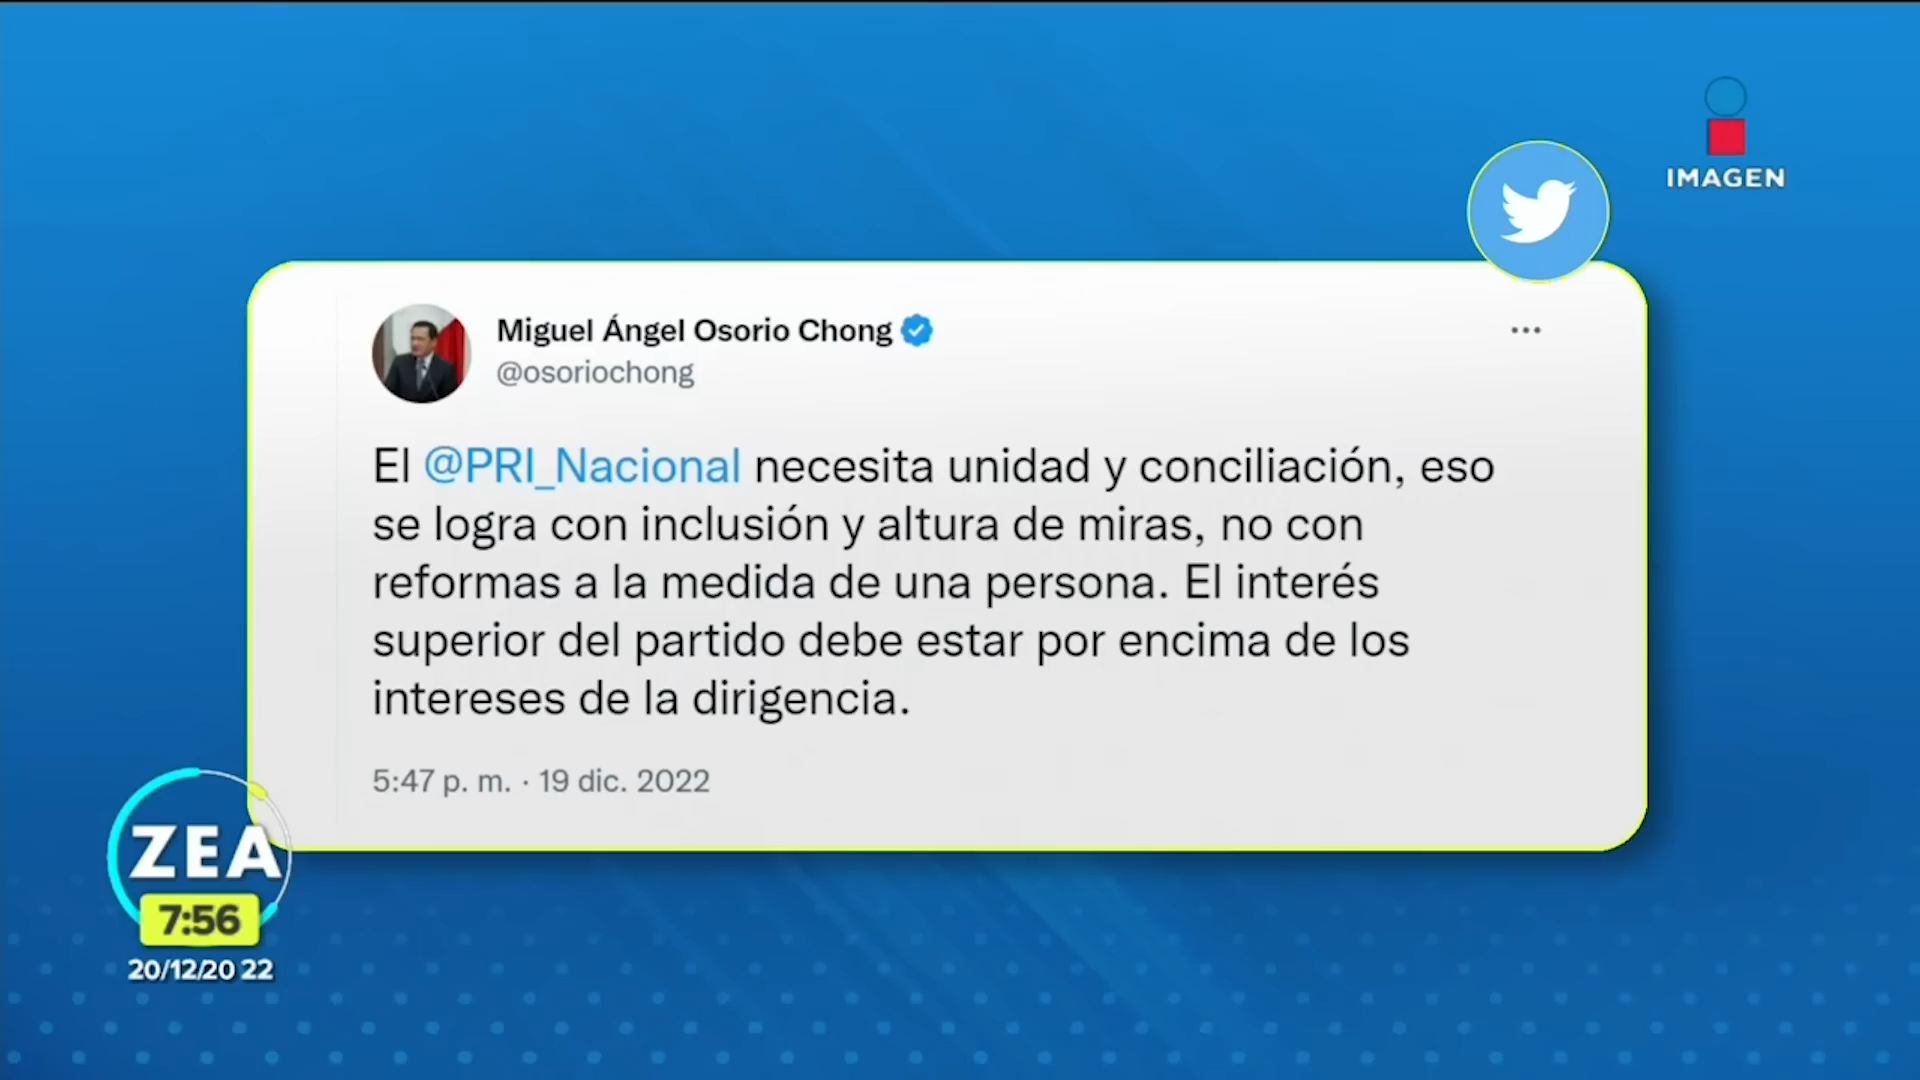 IMAGEN
Miguel Ángel Osorio Chong
@osoriochong
El @PRI_Nacional necesita unidad y conciliación, eso
se logra con inclusión y altura de miras, no con
reformas a la medida de una persona. El interés
superior del partido debe estar por encima de los
intereses de la dirigencia.
5:47 p. m. · 19 dic. 2022
ZEA
7:56
20/12/20 22